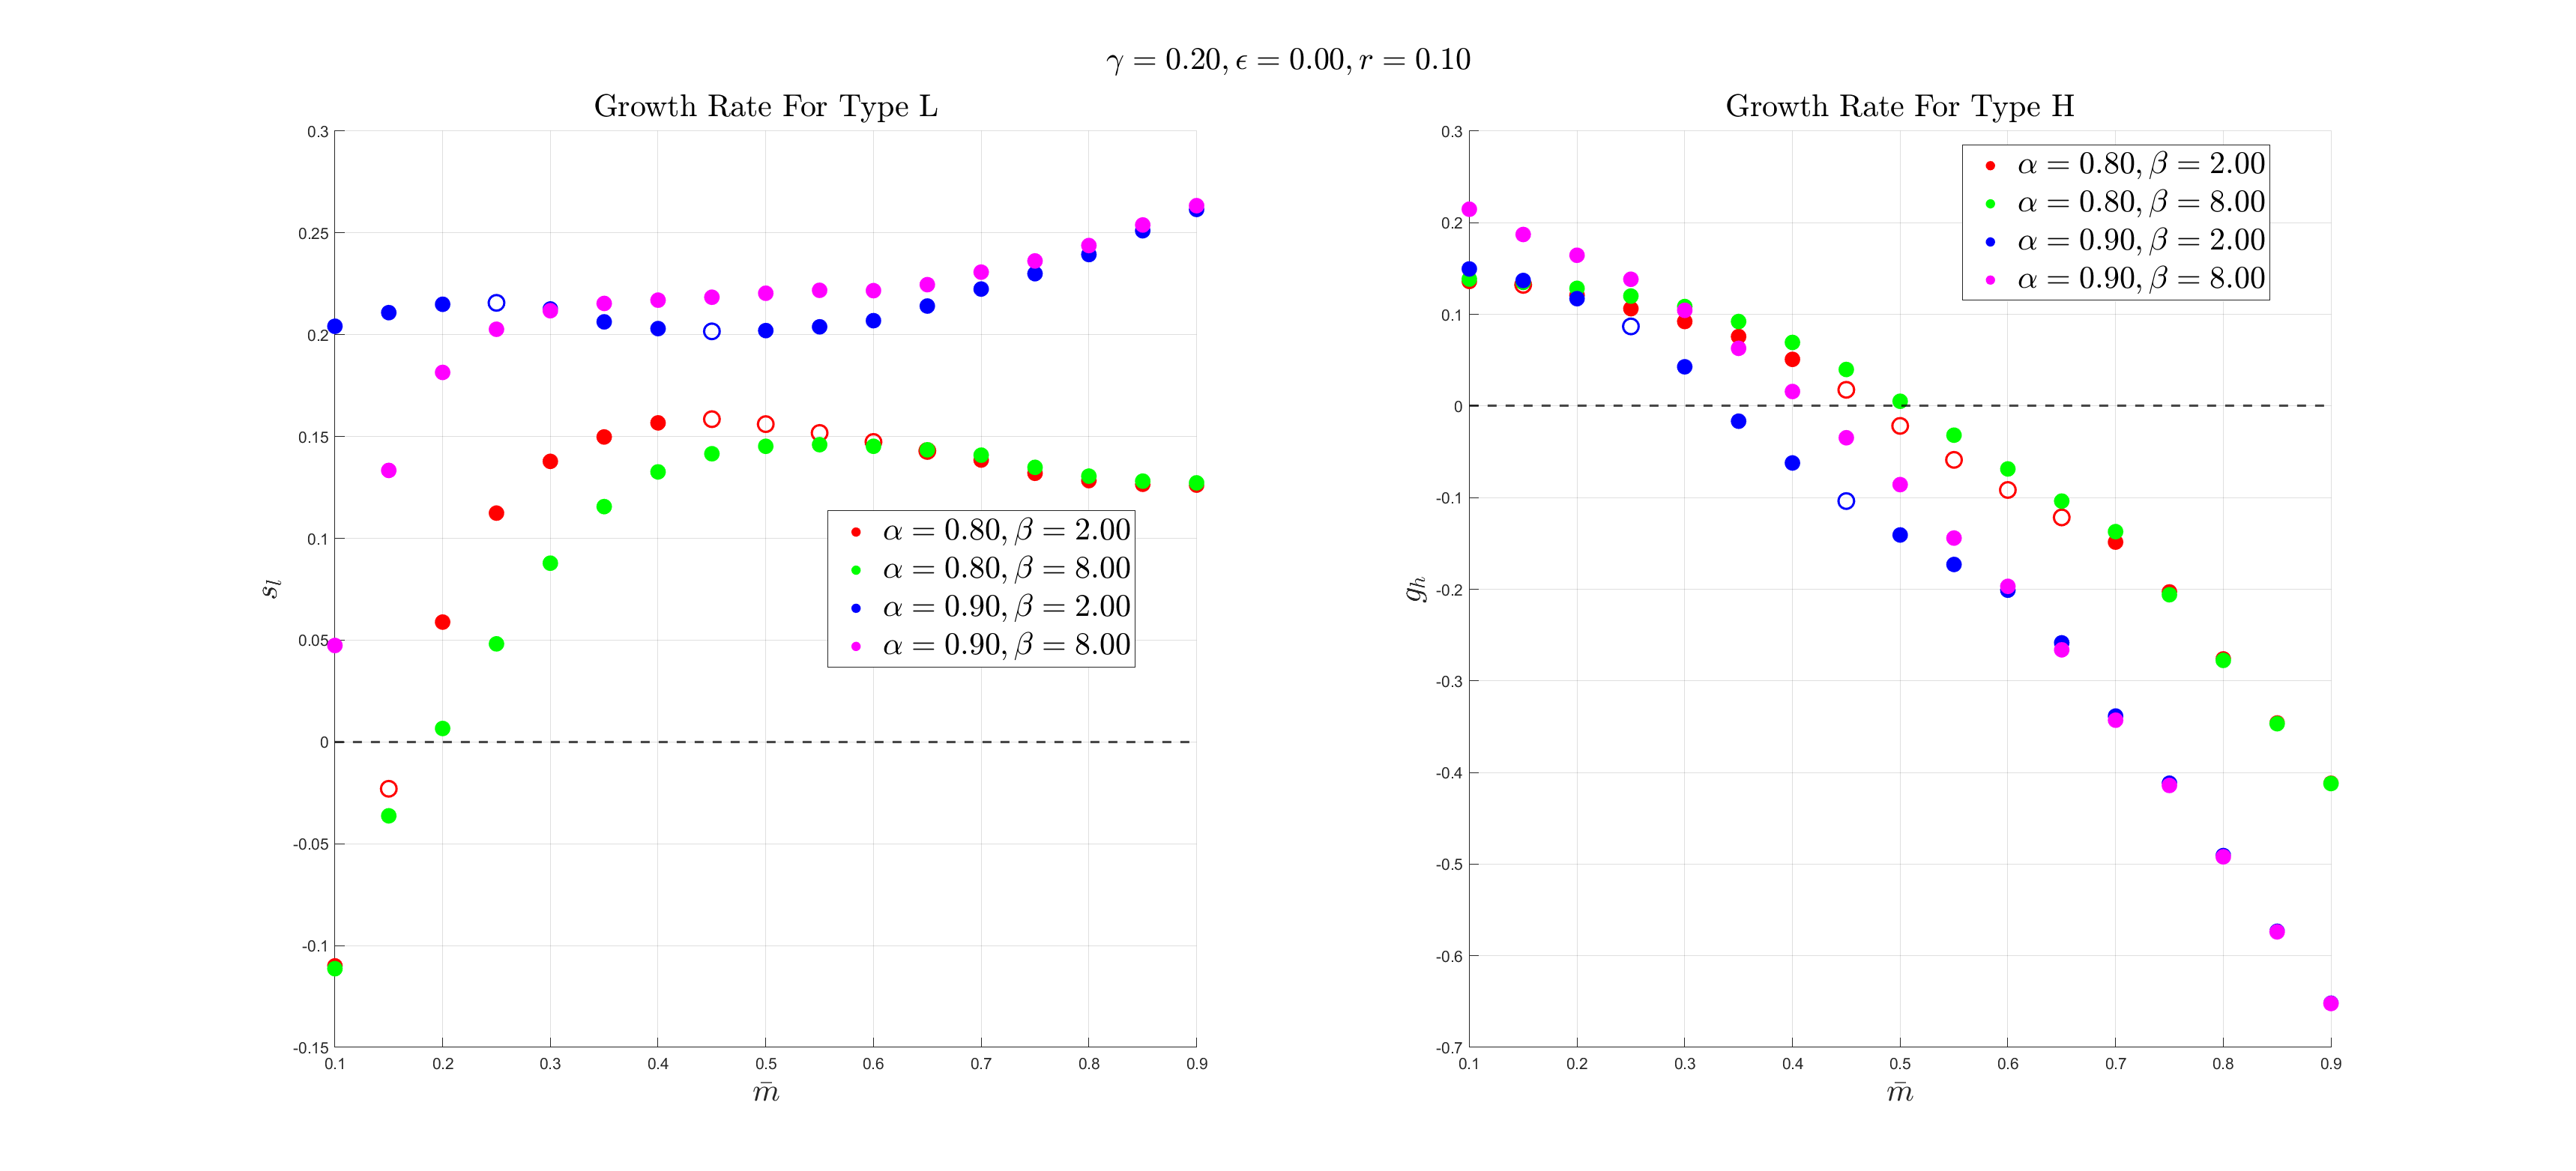 γ = 0.20, ϵ = 0.00, r = 0.10
Growth Rate For Type L
0.3
0.25
0.2
0.15
0.1
0.05
0
-0.05
-0.1
-0.15
s_l
α = 0.80, β = 2.00
α = 0.80, β = 8.00
α = 0.90, β = 2.00
α = 0.90, β = 8.00
0.1 0.2 0.3 0.4 0.5 0.6 0.7 0.8 0.9
m̄
Growth Rate For Type H
0.3
0.2
0.1
0
-0.1
-0.2
-0.3
-0.4
-0.5
-0.6
-0.7
g_h
α = 0.80, β = 2.00
α = 0.80, β = 8.00
α = 0.90, β = 2.00
α = 0.90, β = 8.00
0.1 0.2 0.3 0.4 0.5 0.6 0.7 0.8 0.9
m̄